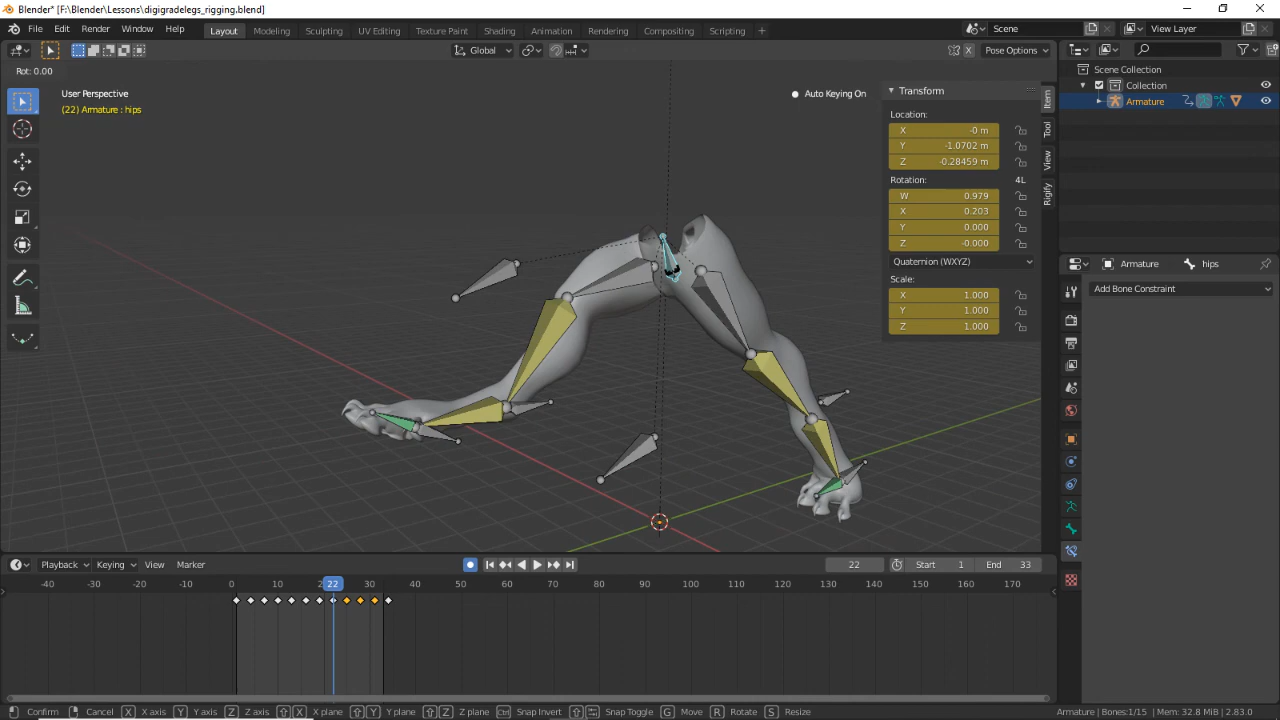 Blender* [F:\Blender\Lessons\digigradelegs_rigging.blend]
File Edit Render Window Help Layout Modeling Sculpting UV Editing Texture Paint Shading Animation Rendering Compositing Scripting + Scene View Layer
Global Pose Options
Rot: 0.00
User Perspective
(22) Armature : hips
Auto Keying On
Transform
Location:
X -0 m
Y -1.0702 m
Z -0.28459 m
Rotation: 4L
W 0.979
X 0.203
Y 0.000
Z -0.000
Quaternion (WXYZ)
Scale:
X 1.000
Y 1.000
Z 1.000
Item
Tool
View
Rigify
Scene Collection
Collection
Armature
Armature hips
Add Bone Constraint
Playback Keying View Marker 22 Start 1 End 33
-40 -30 -20 -10 0 10 22 30 40 50 60 70 80 90 100 110 120 130 140 150 160 170
Confirm Cancel X X axis Y Y axis Z Z axis X X plane Y Y plane Z Z plane Ctrl Snap Invert Snap Toggle G Move R Rotate S Resize Armature | Bones:1/15 | Mem: 32.8 MiB | 2.83.0